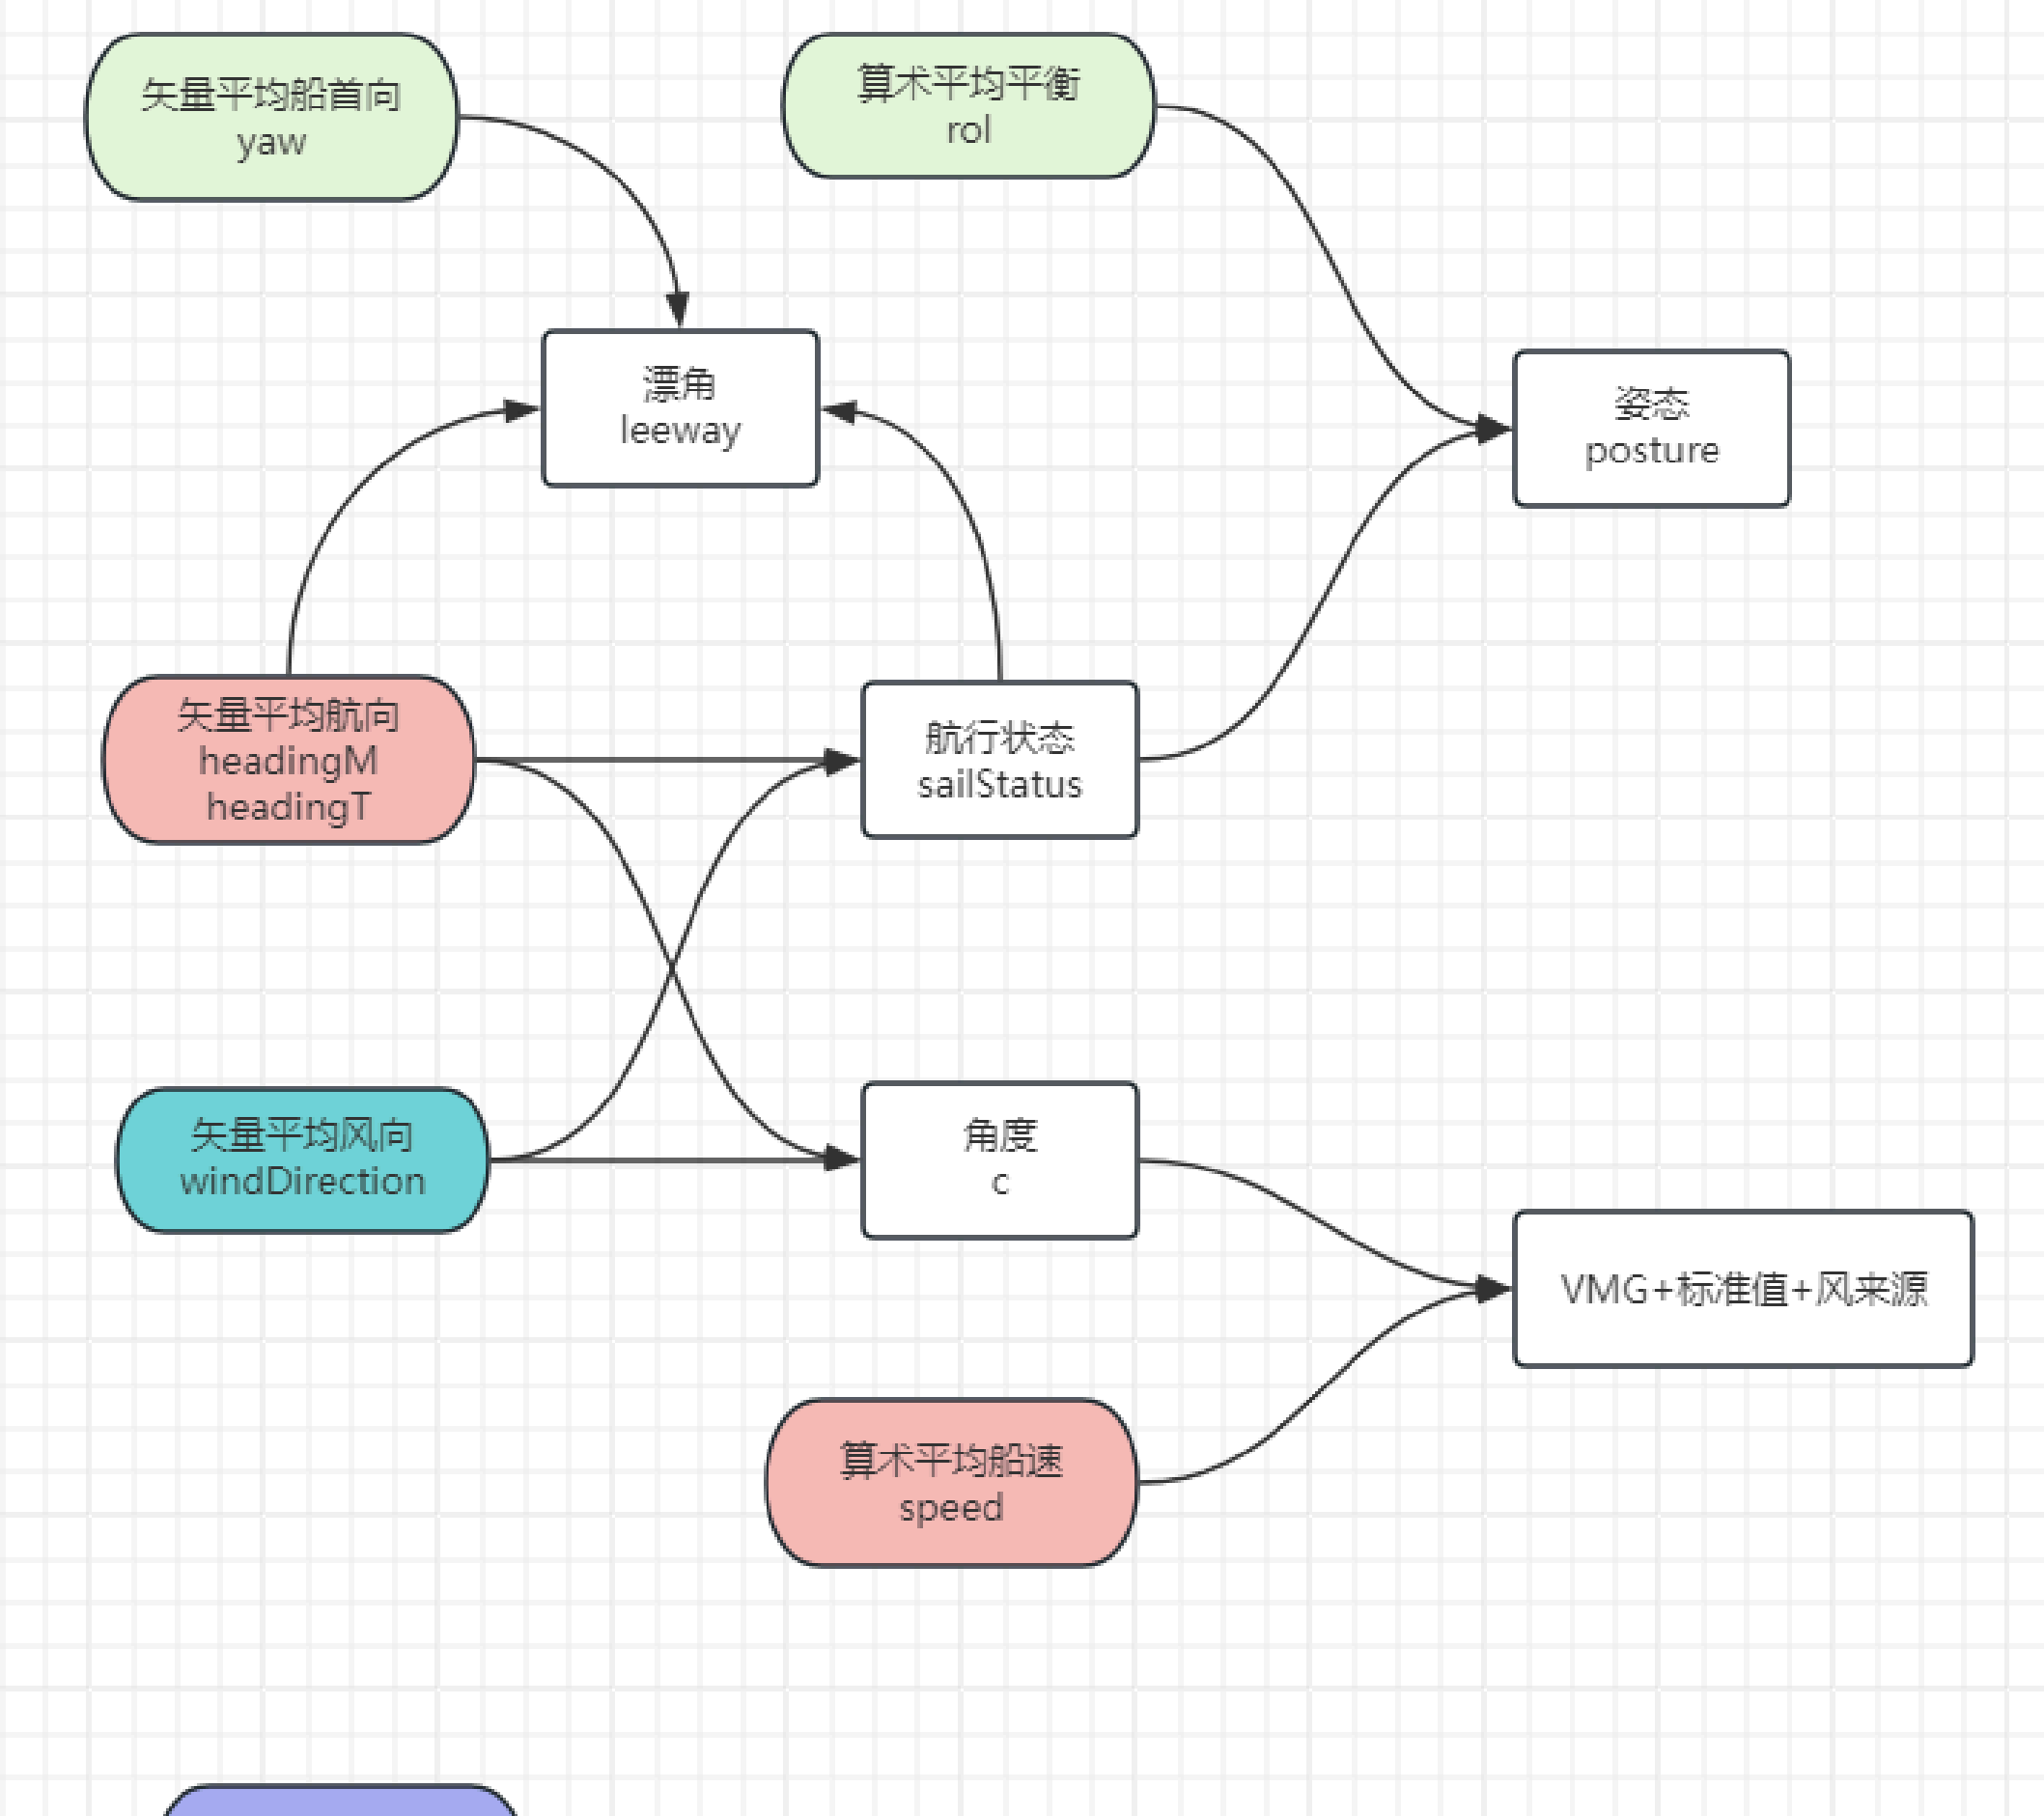 矢量平均船首向
yaw
算术平均平衡
rol
漂角
leeway
姿态
posture
矢量平均航向
headingM
headingT
航行状态
sailStatus
矢量平均风向
windDirection
角度
c
VMG+标准值+风来源
算术平均船速
speed